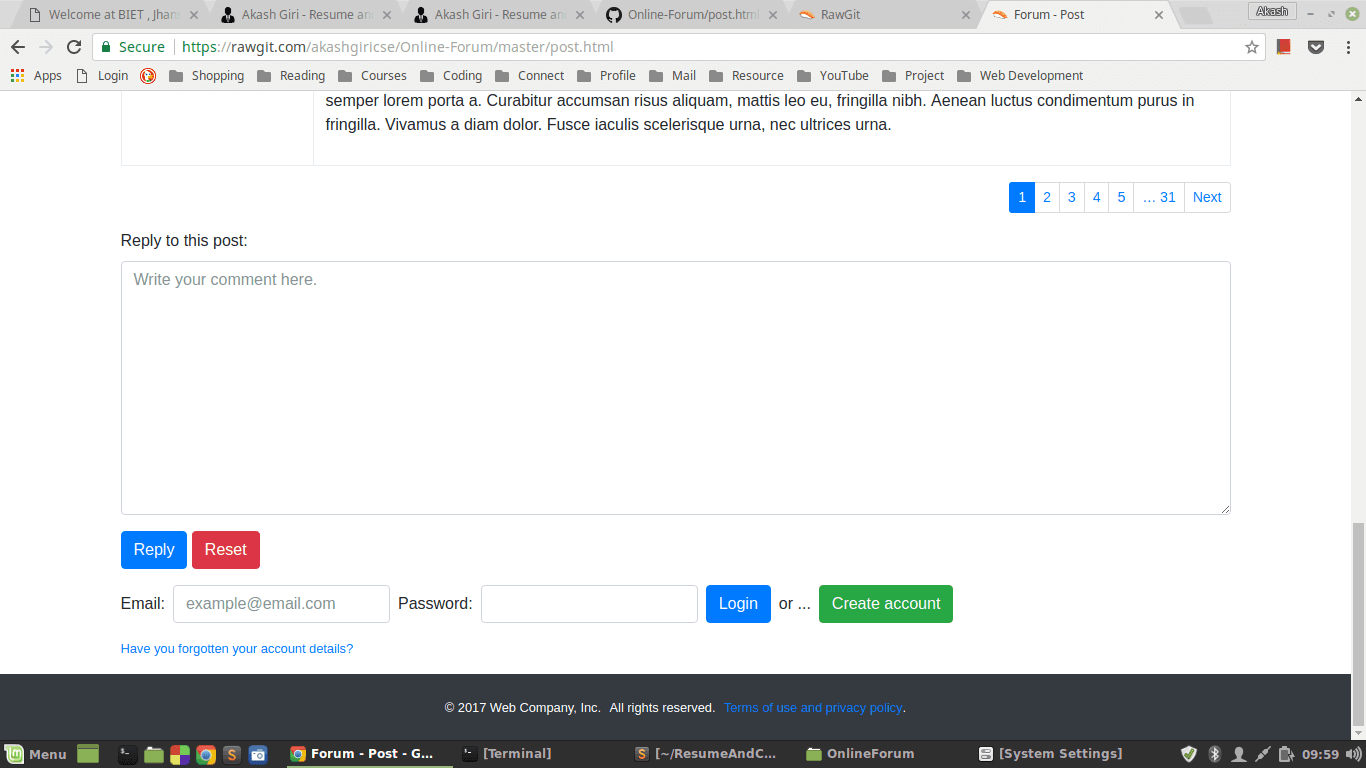 Welcome at BIET , Jhan
Akash Giri - Resume and
Akash Giri - Resume and
Online-Forum/post.html
RawGit
Forum - Post
Akash
Secure https://rawgit.com/akashgiricse/Online-Forum/master/post.html
Apps Login Shopping Reading Courses Coding Connect Profile Mail Resource YouTube Project Web Development
semper lorem porta a. Curabitur accumsan risus aliquam, mattis leo eu, fringilla nibh. Aenean luctus condimentum purus in
fringilla. Vivamus a diam dolor. Fusce iaculis scelerisque urna, nec ultrices urna.
1 2 3 4 5 ... 31 Next
Reply to this post:
Write your comment here.
Reply Reset
Email: example@email.com Password: Login or ... Create account
Have you forgotten your account details?
© 2017 Web Company, Inc. All rights reserved. Terms of use and privacy policy.
Menu Forum - Post - G... [Terminal] [~/ResumeAndC... OnlineForum [System Settings] 09:59